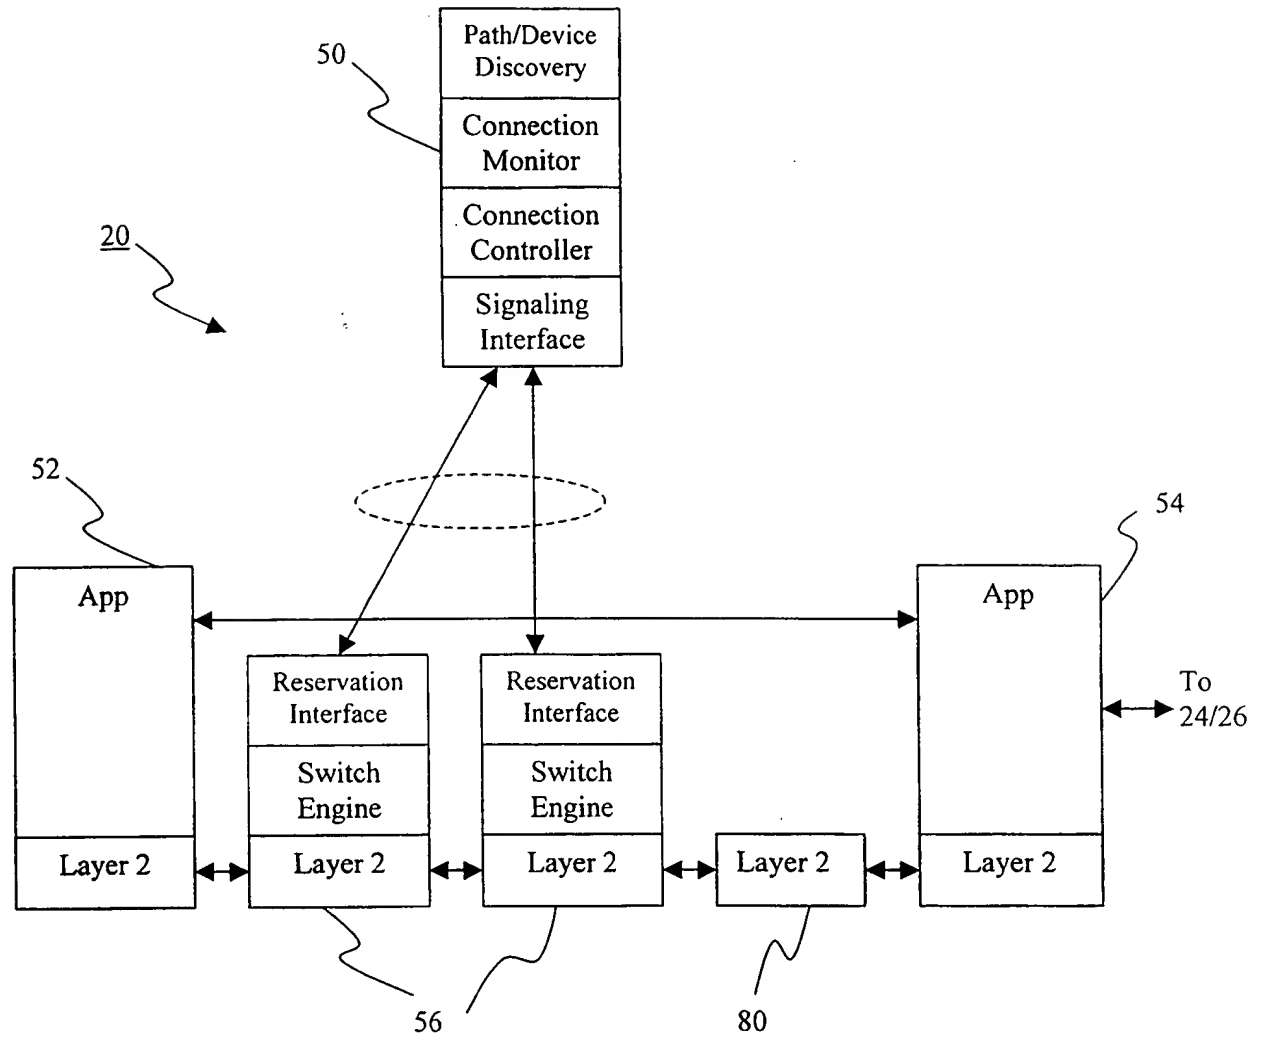 50
Path/Device
Discovery
Connection
Monitor
Connection
Controller
Signaling
Interface
20
52
54
App
App
Reservation
Interface
Reservation
Interface
To
24/26
Switch
Engine
Switch
Engine
Layer 2
Layer 2
Layer 2
Layer 2
Layer 2
56
80